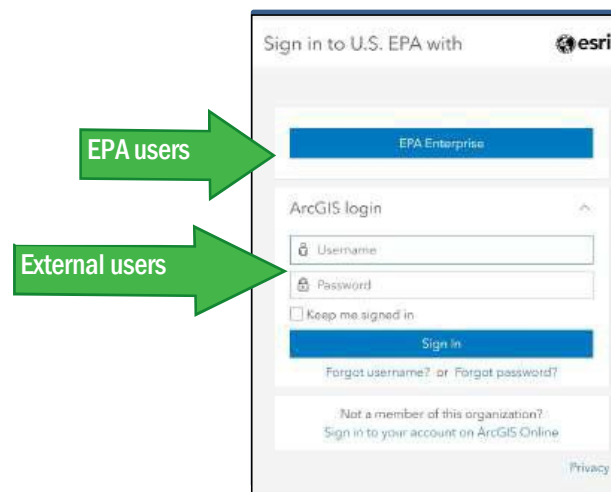 Sign in to U.S. EPA with
esri
EPA users
EPA Enterprise
ArcGIS login
External users
Username
Password
Keep me signed in
Sign In
Forgot username? or Forgot password?
Not a member of this organization?
Sign in to your account on ArcGIS Online
Privacy